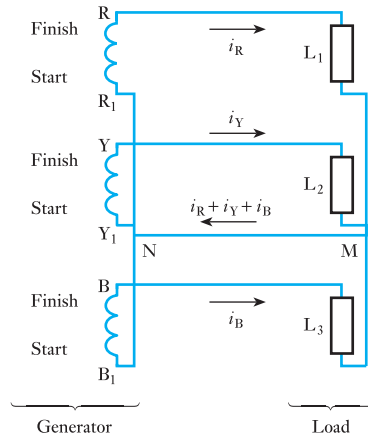 R
Finish
i_R
L_1
Start
R_1
i_Y
Y
Finish
L_2
Start
i_R + i_Y + i_B
Y_1
N
M
B
Finish
i_B
L_3
Start
B_1
Generator
Load